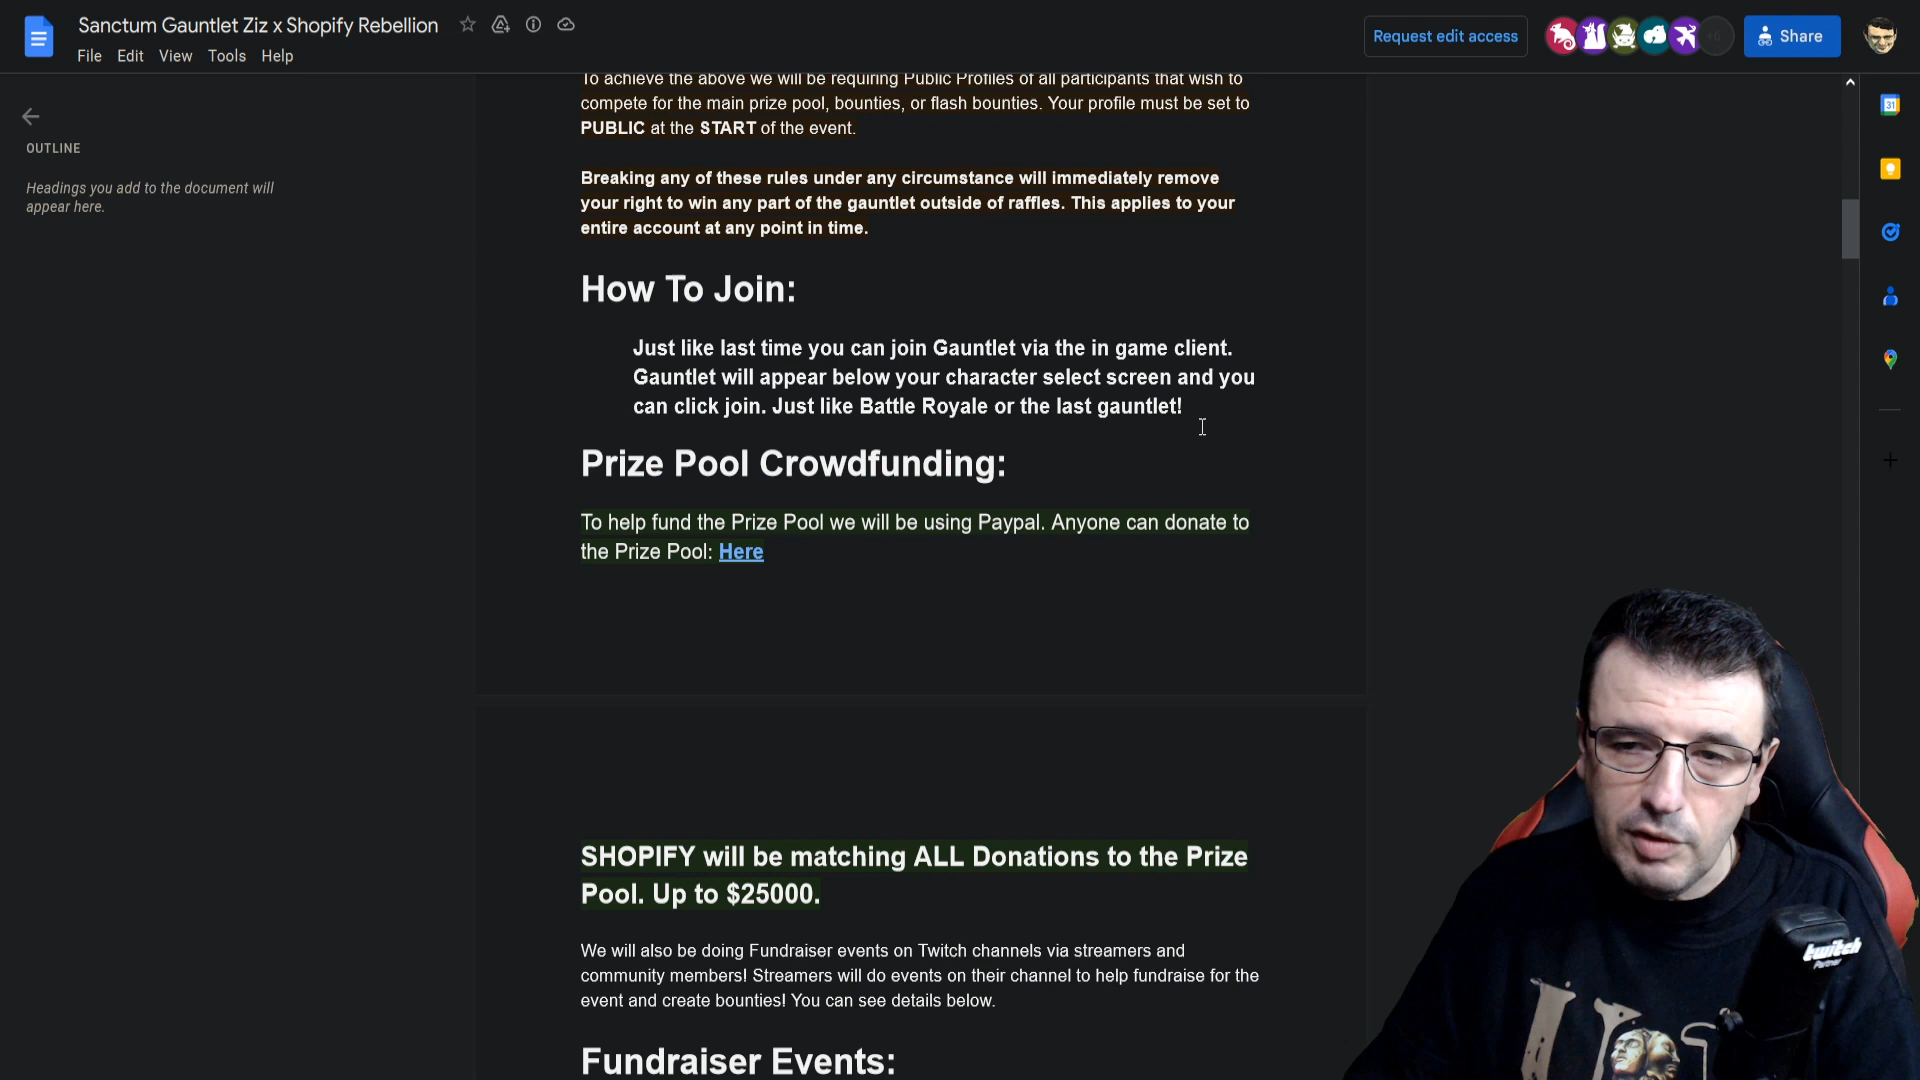 Sanctum Gauntlet Ziz x Shopify Rebellion
File Edit View Tools Help
Request edit access
Share
OUTLINE
Headings you add to the document will
appear here.
To achieve the above we will be requiring Public Profiles of all participants that wish to
compete for the main prize pool, bounties, or flash bounties. Your profile must be set to
PUBLIC at the START of the event.
Breaking any of these rules under any circumstance will immediately remove
your right to win any part of the gauntlet outside of raffles. This applies to your
entire account at any point in time.
How To Join:
Just like last time you can join Gauntlet via the in game client.
Gauntlet will appear below your character select screen and you
can click join. Just like Battle Royale or the last gauntlet!
Prize Pool Crowdfunding:
To help fund the Prize Pool we will be using Paypal. Anyone can donate to
the Prize Pool: Here
SHOPIFY will be matching ALL Donations to the Prize
Pool. Up to $25000.
We will also be doing Fundraiser events on Twitch channels via streamers and
community members! Streamers will do events on their channel to help fundraise for the
event and create bounties! You can see details below.
Fundraiser Events:
31
twitch
Partner